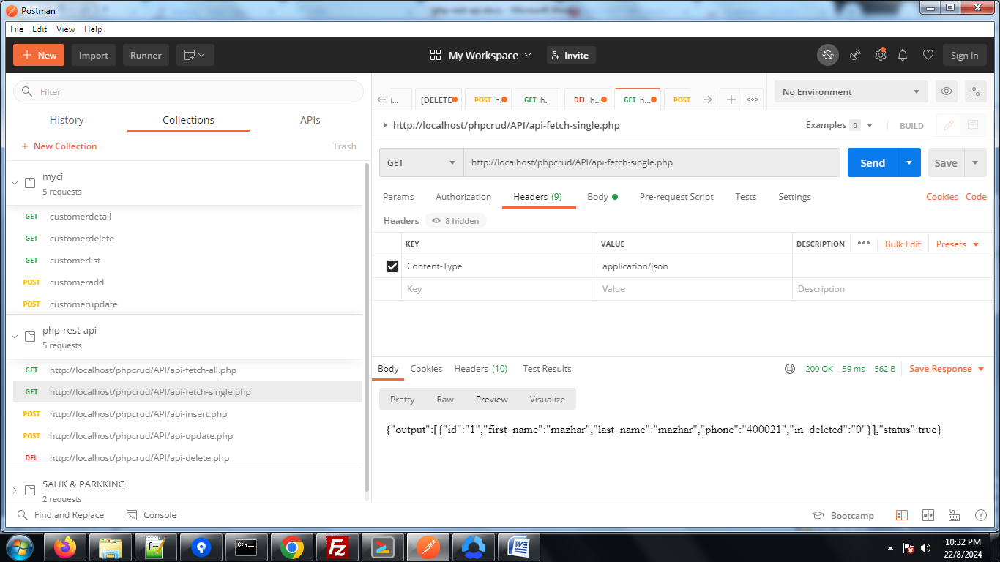 Postman
File Edit View Help
New Import Runner My Workspace Invite Sign In
Filter
History Collections APIs
New Collection Trash
myci
5 requests
GET customerdetail
GET customerdelete
GET customerlist
POST customeradd
POST customerupdate
php-rest-api
5 requests
GET http://localhost/phpcrud/API/api-fetch-all.php
GET http://localhost/phpcrud/API/api-fetch-single.php
POST http://localhost/phpcrud/API/api-insert.php
POST http://localhost/phpcrud/API/api-update.php
DEL http://localhost/phpcrud/API/api-delete.php
SALIK & PARKKING
2 requests
[DELETE POST h.. GET h.. DEL h... GET h... POST No Environment
http://localhost/phpcrud/API/api-fetch-single.php Examples 0 BUILD
GET http://localhost/phpcrud/API/api-fetch-single.php Send Save
Params Authorization Headers (9) Body Pre-request Script Tests Settings Cookies Code
Headers 8 hidden
KEY VALUE DESCRIPTION ••• Bulk Edit Presets
Content-Type application/json
Key Value Description
Body Cookies Headers (10) Test Results 200 OK 59 ms 562 B Save Response
Pretty Raw Preview Visualize
{"output":[{"id":"1","first_name":"mazhar","last_name":"mazhar","phone":"400021","in_deleted":"0"}],"status":true}
Find and Replace Console Bootcamp
10:32 PM
22/8/2024